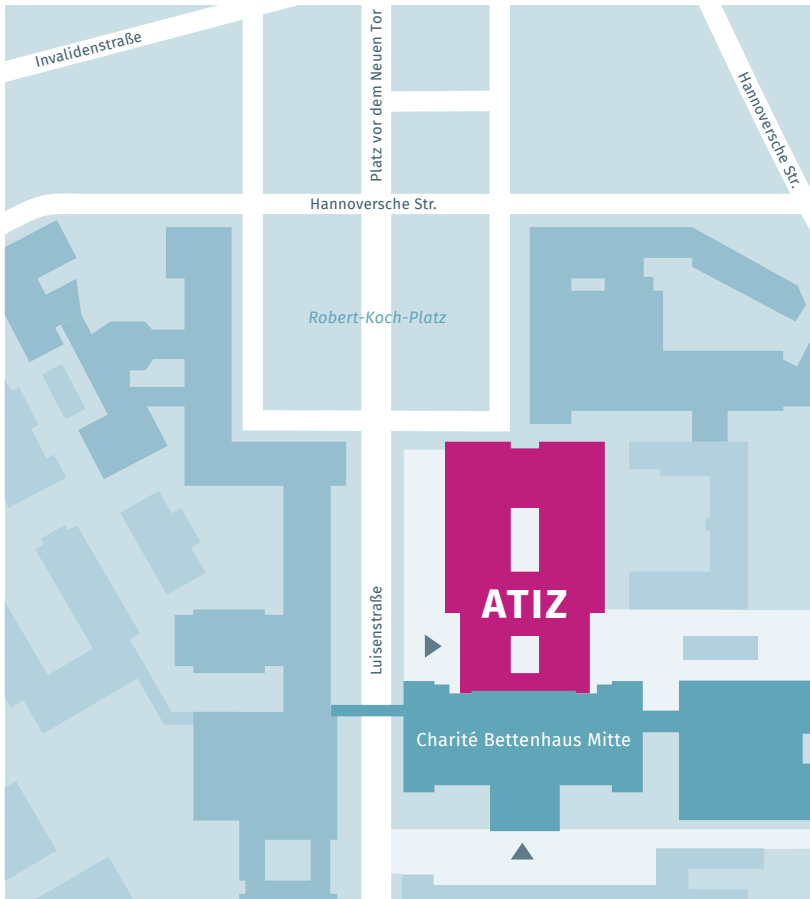 Invalidenstraße
Platz vor dem Neuen Tor
Hannoversche Str.
Hannoversche Str.
Robert-Koch-Platz
Luisenstraße
ATIZ
Charité Bettenhaus Mitte